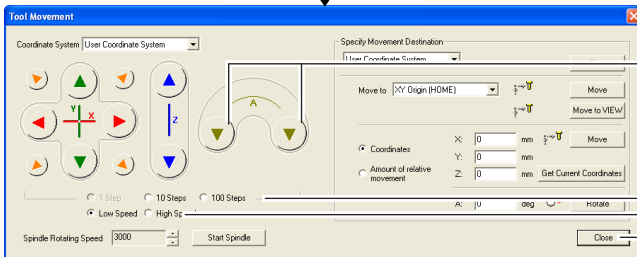 Tool Movement
Coordinate System User Coordinate System
Y
X
Z
A
1 Step 10 Steps 100 Steps
Low Speed
Spindle Rotating Speed 3000 Start Spindle
Specify Movement Destination
User Coordinate System
Move to XY Origin (HOME) Move
Move to VIEW
Coordinates
Amount of relative
movement
X: 0 mm Move
Y: 0 mm
Z: 0 mm Get Current Coordinates
A: 0 deg Rotate
Close